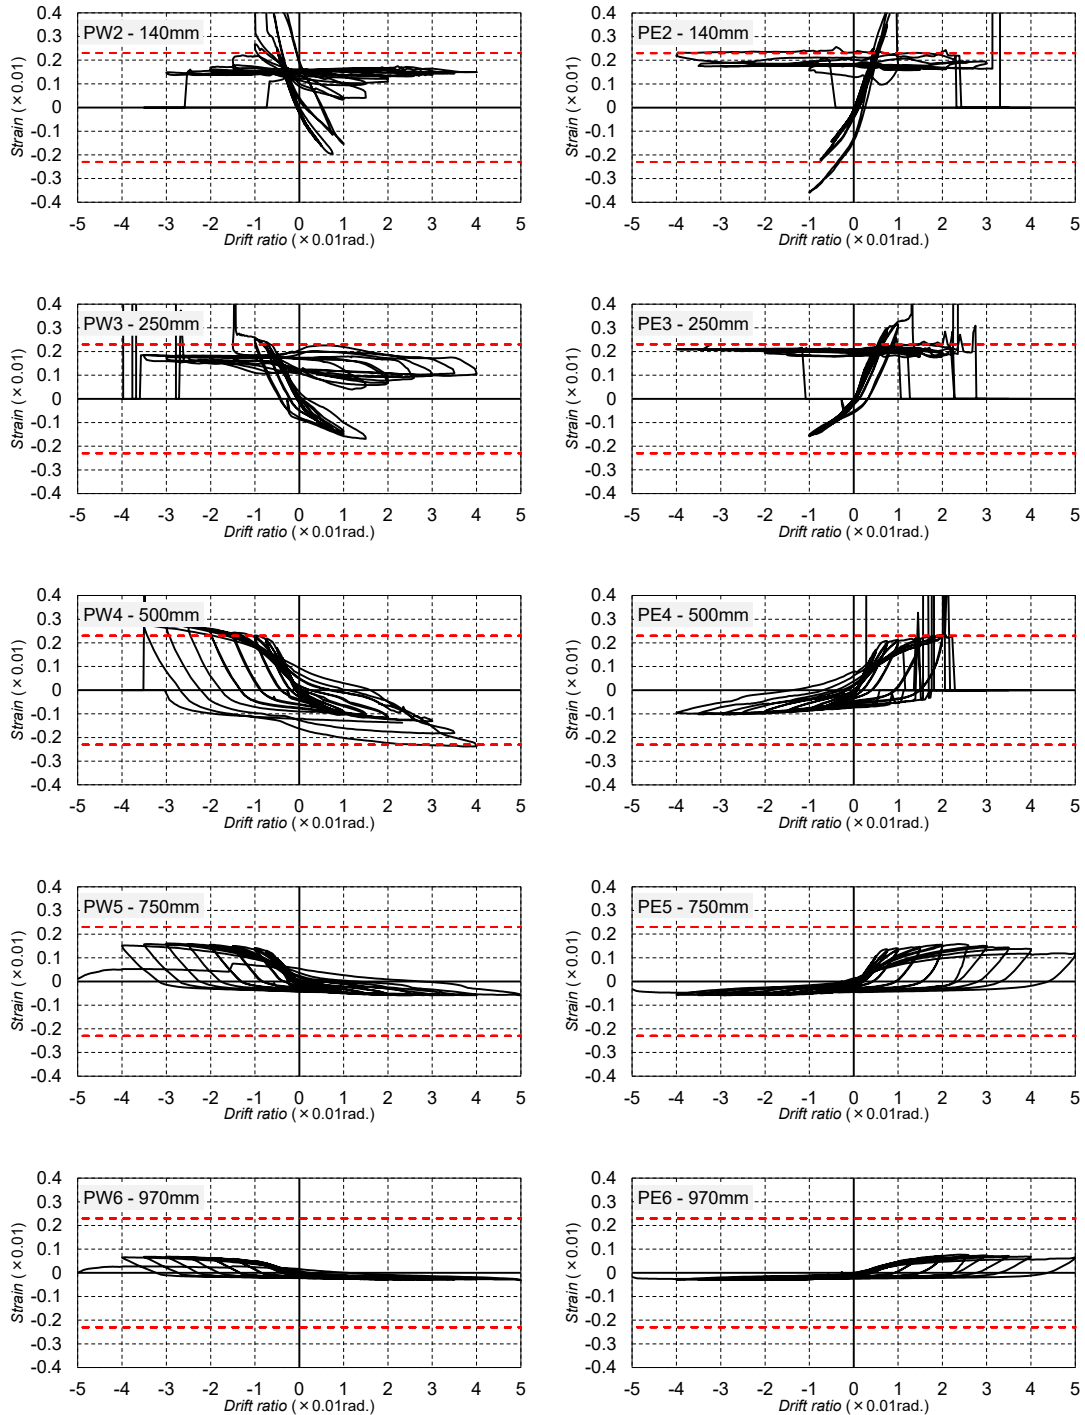 PW2 - 140mm
0.4
0.3
0.2
0.1
0
-0.1
-0.2
-0.3
-0.4
Strain (×0.01)
-5 -4 -3 -2 -1 0 1 2 3 4 5
Drift ratio (×0.01rad.)
PE2 - 140mm
0.4
0.3
0.2
0.1
0
-0.1
-0.2
-0.3
-0.4
Strain (×0.01)
-5 -4 -3 -2 -1 0 1 2 3 4 5
Drift ratio (×0.01rad.)
PW3 - 250mm
0.4
0.3
0.2
0.1
0
-0.1
-0.2
-0.3
-0.4
Strain (×0.01)
-5 -4 -3 -2 -1 0 1 2 3 4 5
Drift ratio (×0.01rad.)
PE3 - 250mm
0.4
0.3
0.2
0.1
0
-0.1
-0.2
-0.3
-0.4
Strain (×0.01)
-5 -4 -3 -2 -1 0 1 2 3 4 5
Drift ratio (×0.01rad.)
PW4 - 500mm
0.4
0.3
0.2
0.1
0
-0.1
-0.2
-0.3
-0.4
Strain (×0.01)
-5 -4 -3 -2 -1 0 1 2 3 4 5
Drift ratio (×0.01rad.)
PE4 - 500mm
0.4
0.3
0.2
0.1
0
-0.1
-0.2
-0.3
-0.4
Strain (×0.01)
-5 -4 -3 -2 -1 0 1 2 3 4 5
Drift ratio (×0.01rad.)
PW5 - 750mm
0.4
0.3
0.2
0.1
0
-0.1
-0.2
-0.3
-0.4
Strain (×0.01)
-5 -4 -3 -2 -1 0 1 2 3 4 5
Drift ratio (×0.01rad.)
PE5 - 750mm
0.4
0.3
0.2
0.1
0
-0.1
-0.2
-0.3
-0.4
Strain (×0.01)
-5 -4 -3 -2 -1 0 1 2 3 4 5
Drift ratio (×0.01rad.)
PW6 - 970mm
0.4
0.3
0.2
0.1
0
-0.1
-0.2
-0.3
-0.4
Strain (×0.01)
-5 -4 -3 -2 -1 0 1 2 3 4 5
Drift ratio (×0.01rad.)
PE6 - 970mm
0.4
0.3
0.2
0.1
0
-0.1
-0.2
-0.3
-0.4
Strain (×0.01)
-5 -4 -3 -2 -1 0 1 2 3 4 5
Drift ratio (×0.01rad.)